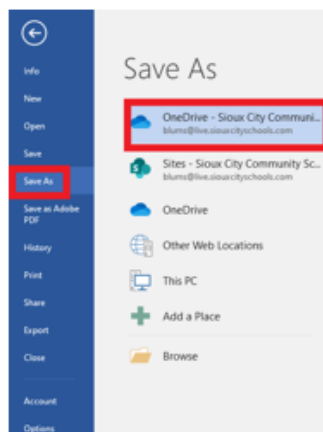 Info
New
Open
Save
Save As
Save as Adobe
PDF
History
Print
Share
Export
Close
Account
Options
Save As
OneDrive - Sioux City Communi...
blums@live.siouxcityschools.com
Sites - Sioux City Community Sc...
blums@live.siouxcityschools.com
OneDrive
Other Web Locations
This PC
Add a Place
Browse